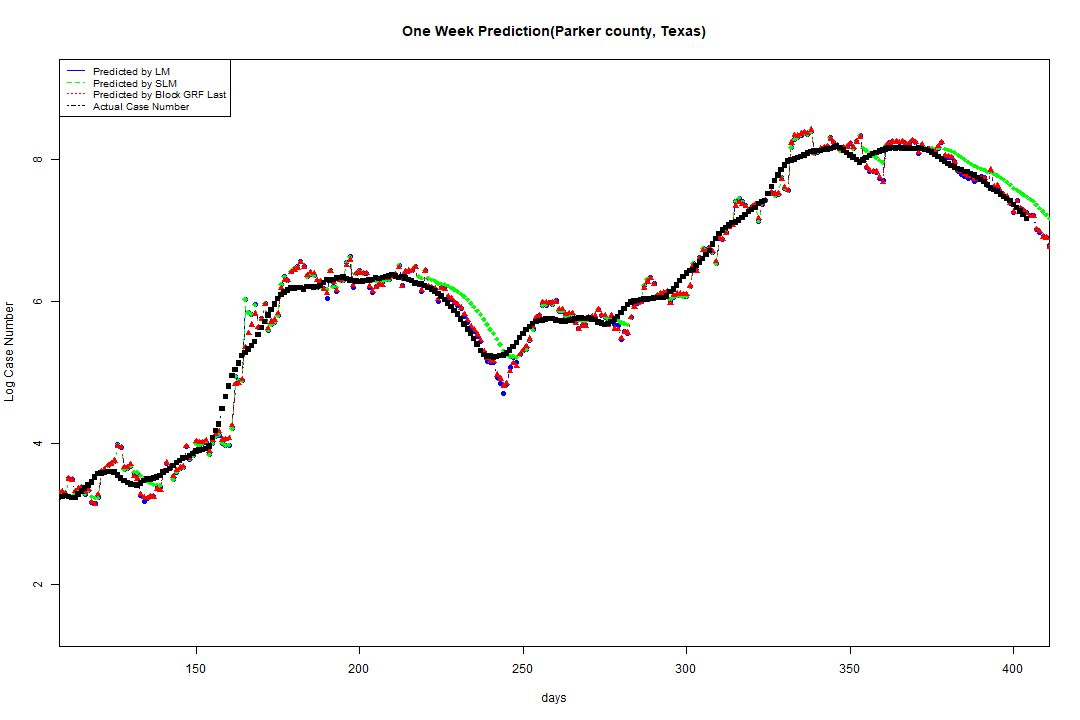 One Week Prediction(Parker county, Texas)
Predicted by LM
Predicted by SLM
Predicted by Block GRF Last
Actual Case Number
8
6
4
2
Log Case Number
150 200 250 300 350 400
days